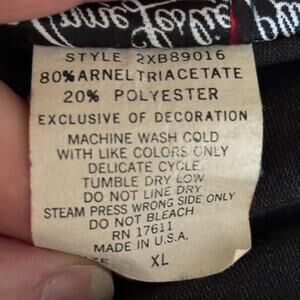 Anne Leslie
STYLE 2XB89016
80% ARNEL TRIACETATE
20% POLYESTER
EXCLUSIVE OF DECORATION
MACHINE WASH COLD
WITH LIKE COLORS ONLY
DELICATE CYCLE
TUMBLE DRY LOW
DO NOT LINE DRY
STEAM PRESS WRONG SIDE ONLY
DO NOT BLEACH
RN 17611
MADE IN U.S.A.
XL